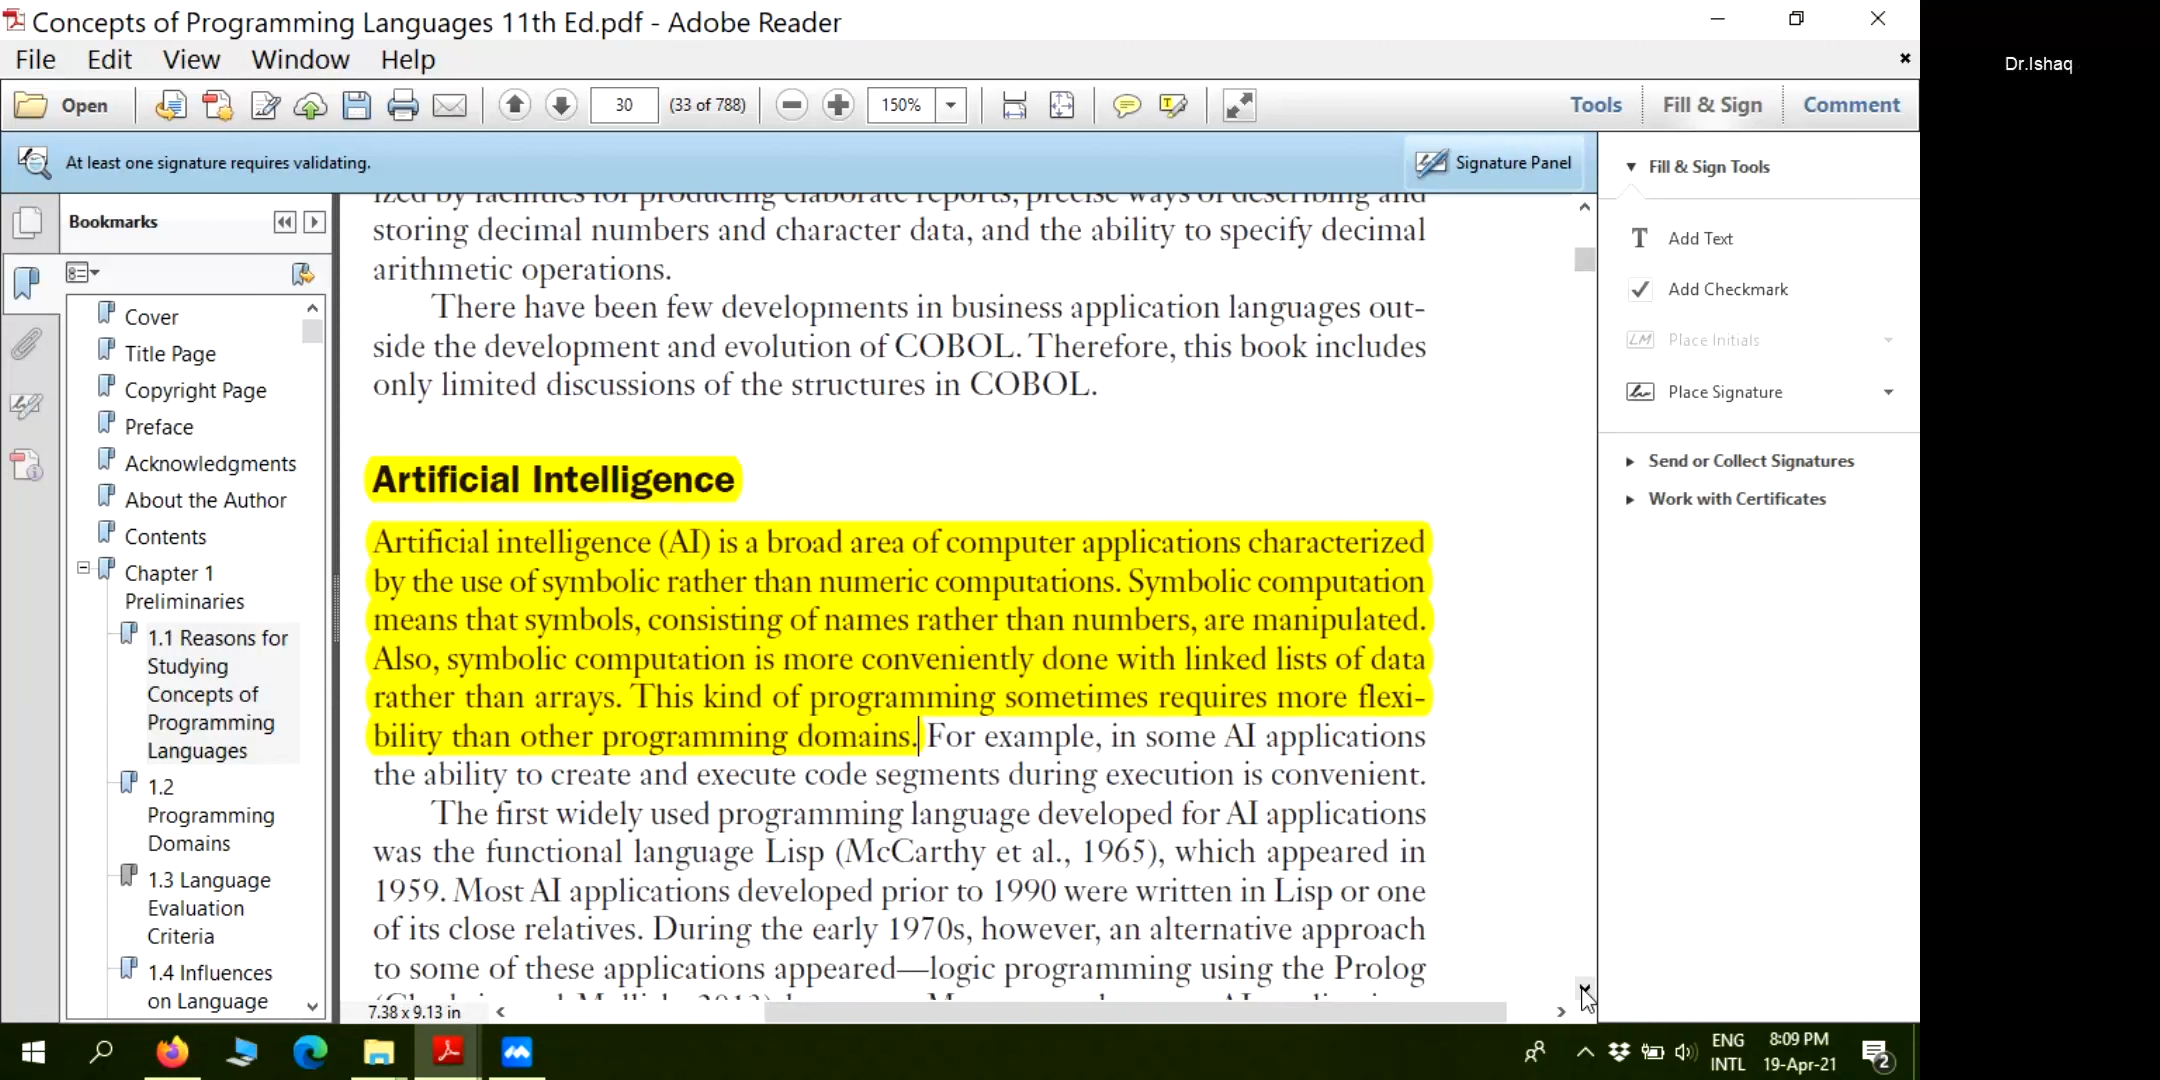 Concepts of Programming Languages 11th Ed.pdf - Adobe Reader
File Edit View Window Help
Dr.Ishaq
Open 30 (33 of 788) 150% Tools Fill & Sign Comment
At least one signature requires validating. Signature Panel
Bookmarks
Cover
Title Page
Copyright Page
Preface
Acknowledgments
About the Author
Contents
Chapter 1
Preliminaries
1.1 Reasons for
Studying
Concepts of
Programming
Languages
1.2
Programming
Domains
1.3 Language
Evaluation
Criteria
1.4 Influences
on Language
ized by facilities for producing elaborate reports, precise ways of describing and
storing decimal numbers and character data, and the ability to specify decimal
arithmetic operations.
There have been few developments in business application languages out-
side the development and evolution of COBOL. Therefore, this book includes
only limited discussions of the structures in COBOL.
Artificial Intelligence
Artificial intelligence (AI) is a broad area of computer applications characterized
by the use of symbolic rather than numeric computations. Symbolic computation
means that symbols, consisting of names rather than numbers, are manipulated.
Also, symbolic computation is more conveniently done with linked lists of data
rather than arrays. This kind of programming sometimes requires more flexi-
bility than other programming domains. For example, in some AI applications
the ability to create and execute code segments during execution is convenient.
The first widely used programming language developed for AI applications
was the functional language Lisp (McCarthy et al., 1965), which appeared in
1959. Most AI applications developed prior to 1990 were written in Lisp or one
of its close relatives. During the early 1970s, however, an alternative approach
to some of these applications appeared—logic programming using the Prolog
7.38 x 9.13 in
Fill & Sign Tools
T Add Text
Add Checkmark
LM Place Initials
Place Signature
Send or Collect Signatures
Work with Certificates
ENG
INTL
8:09 PM
19-Apr-21
2